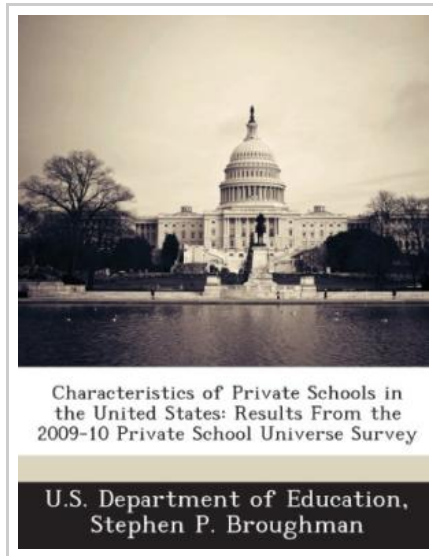 Characteristics of Private Schools in
the United States: Results From the
2009-10 Private School Universe Survey
U.S. Department of Education,
Stephen P. Broughman